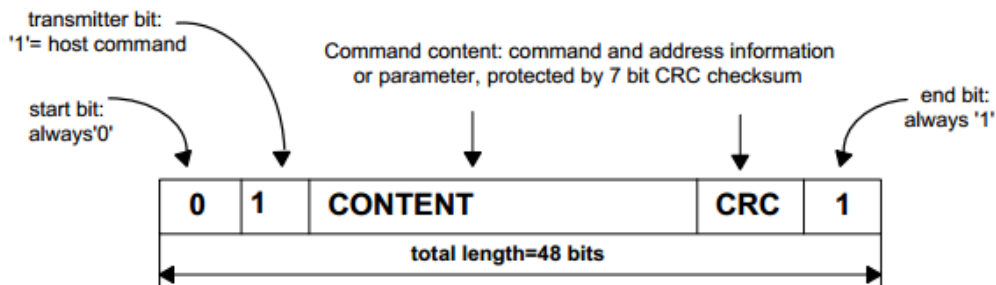 transmitter bit:
'1'= host command
Command content: command and address information
or parameter, protected by 7 bit CRC checksum
start bit:
always'0'
end bit:
always '1'
0 1 CONTENT CRC 1
total length=48 bits